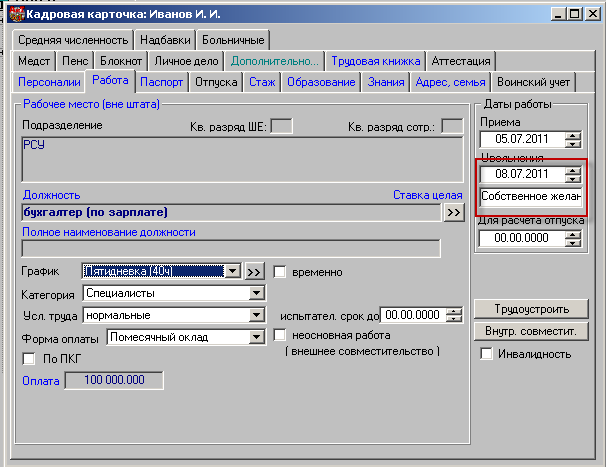 Кадровая карточка: Иванов И. И.
Средняя численность Надбавки Больничные
Медст Пенс Блокнот Личное дело Дополнительно... Трудовая книжка Аттестация
Персоналии Работа Паспорт Отпуска Стаж Образование Знания Адрес, семья Воинский учет
Рабочее место (вне штата)
Подразделение Кв. разряд ШЕ: Кв. разряд сотр.:
РСУ
Должность Ставка целая
бухгалтер (по зарплате) >>
Полное наименование должности
График Пятидневка (40ч) >> временно
Категория Специалисты
Усл. труда нормальные испытател. срок до 00.00.0000
Форма оплаты Помесячный оклад неосновная работа
( внешнее совместительство )
По ПКГ
Оплата 100 000.000
Даты работы
Приема
05.07.2011
Увольнения
08.07.2011
Собственное желан
Для расчета отпуска
00.00.0000
Трудоустроить
Внутр. совместит.
Инвалидность